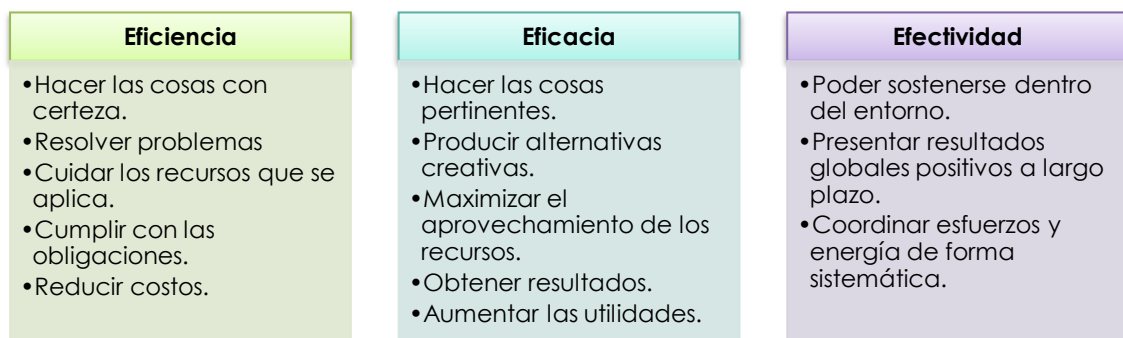 Eficiencia
•Hacer las cosas con
certeza.
•Resolver problemas
•Cuidar los recursos que se
aplica.
•Cumplir con las
obligaciones.
•Reducir costos.
Eficacia
•Hacer las cosas
pertinentes.
•Producir alternativas
creativas.
•Maximizar el
aprovechamiento de los
recursos.
•Obtener resultados.
•Aumentar las utilidades.
Efectividad
•Poder sostenerse dentro
del entorno.
•Presentar resultados
globales positivos a largo
plazo.
•Coordinar esfuerzos y
energía de forma
sistemática.